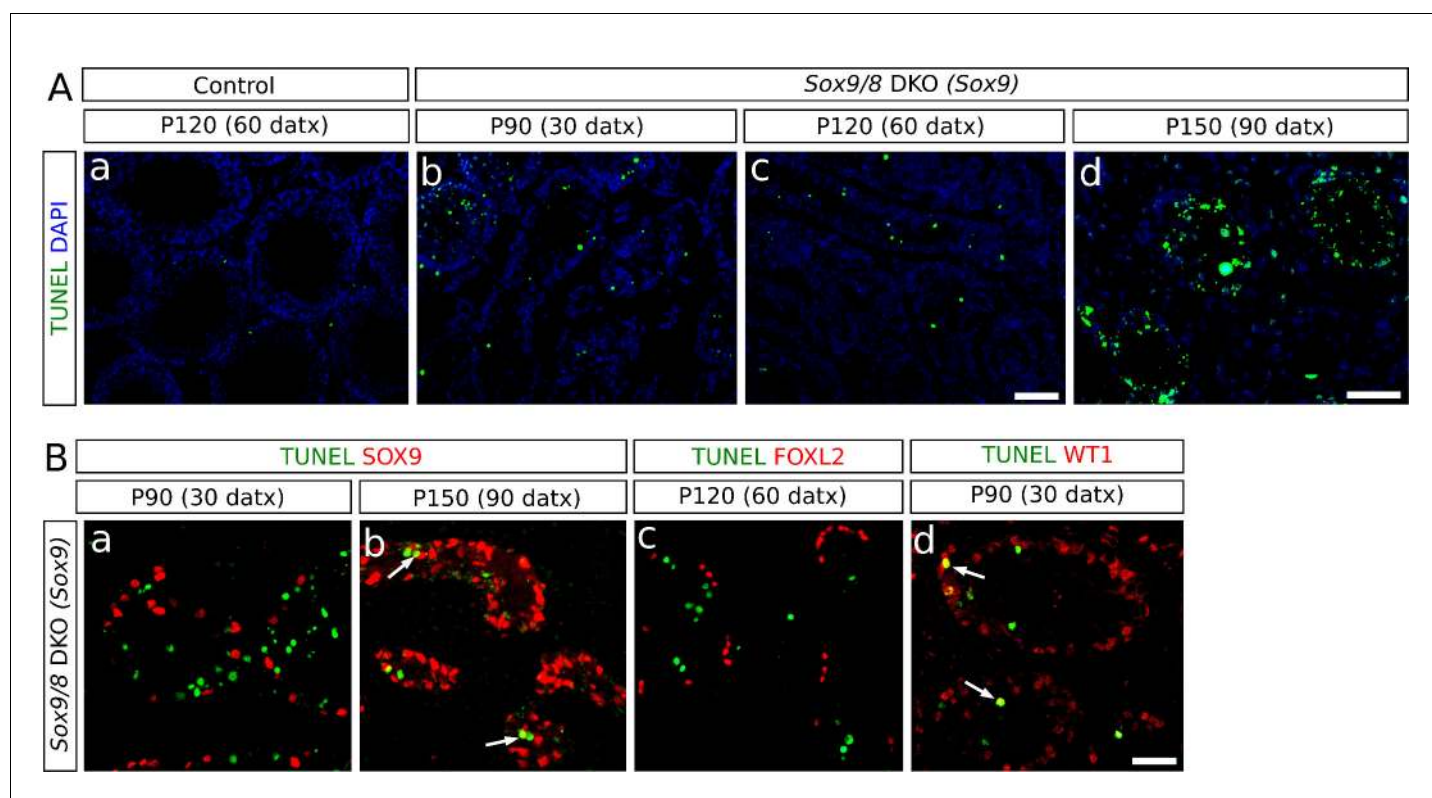 A
Control
Sox9/8 DKO (Sox9)
P120 (60 datx)
P90 (30 datx)
P120 (60 datx)
P150 (90 datx)
TUNEL DAPI
a
b
c
d
B
TUNEL SOX9
TUNEL FOXL2
TUNEL WT1
P90 (30 datx)
P150 (90 datx)
P120 (60 datx)
P90 (30 datx)
Sox9/8 DKO (Sox9)
a
b
c
d